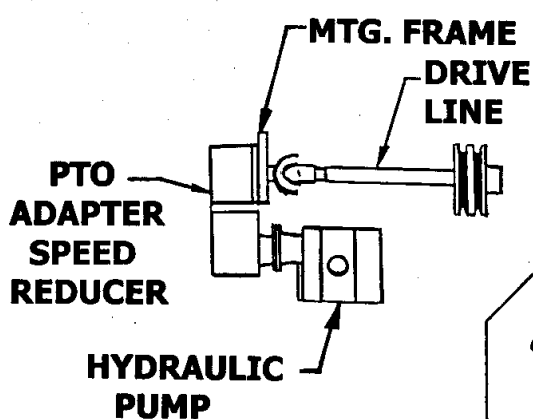 MTG. FRAME
DRIVE
LINE
PTO
ADAPTER
SPEED
REDUCER
HYDRAULIC
PUMP